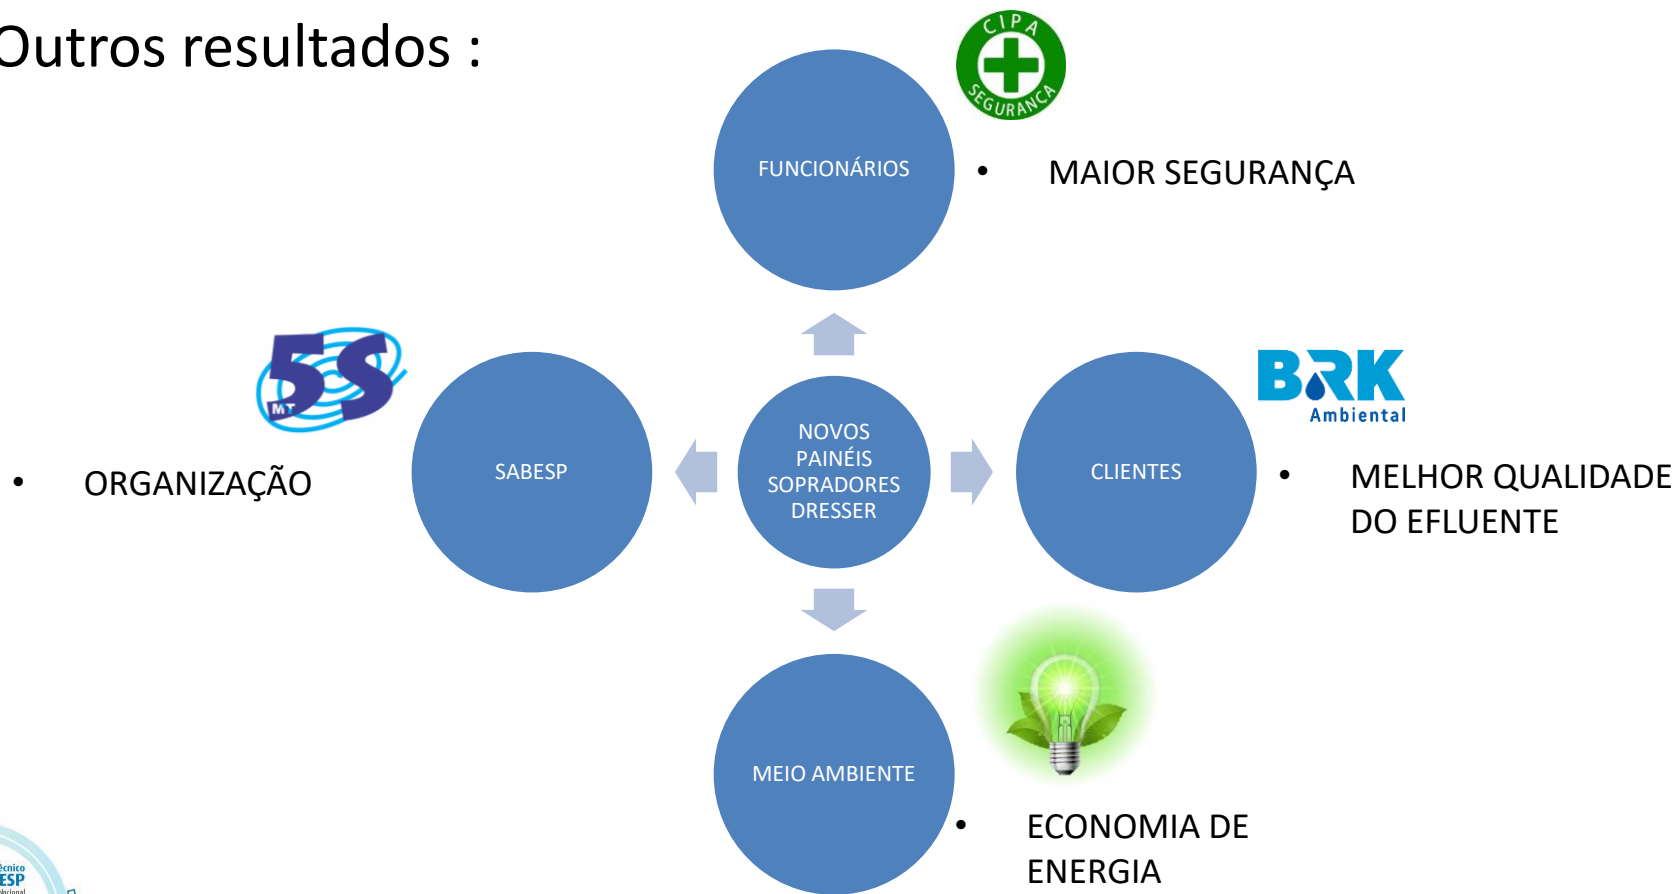 Outros resultados :
CIPA
SEGURANÇA
FUNCIONÁRIOS
• MAIOR SEGURANÇA
5S
MT
• ORGANIZAÇÃO
SABESP
NOVOS
PAINÉIS
SOPRADORES
DRESSER
CLIENTES
BRK
Ambiental
• MELHOR QUALIDADE
DO EFLUENTE
MEIO AMBIENTE
• ECONOMIA DE
ENERGIA